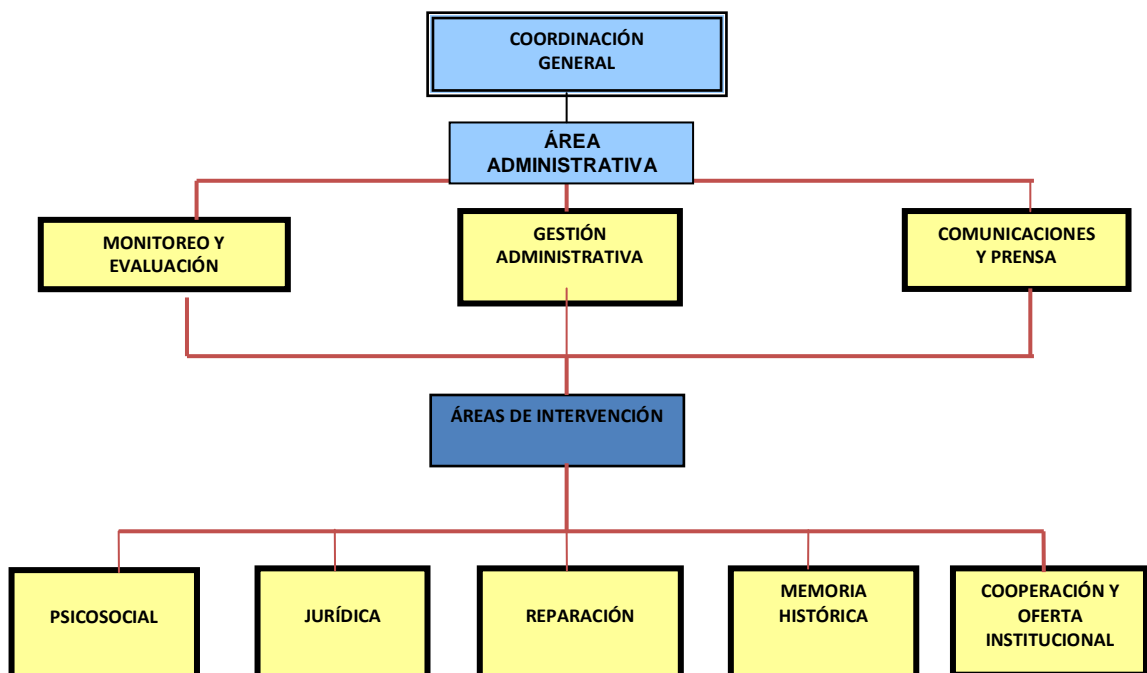 COORDINACIÓN
GENERAL
ÁREA
ADMINISTRATIVA
MONITOREO Y
EVALUACIÓN
GESTIÓN
ADMINISTRATIVA
COMUNICACIONES
Y PRENSA
ÁREAS DE INTERVENCIÓN
PSICOSOCIAL
JURÍDICA
REPARACIÓN
MEMORIA
HISTÓRICA
COOPERACIÓN Y
OFERTA
INSTITUCIONAL